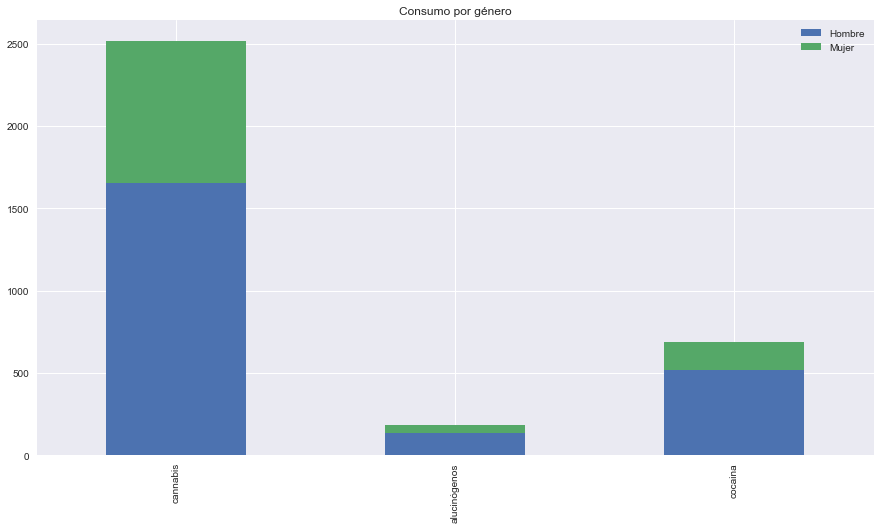 Consumo por género
Hombre
Mujer
2500
2000
1500
1000
500
0
cannabis
alucinógenos
cocaina